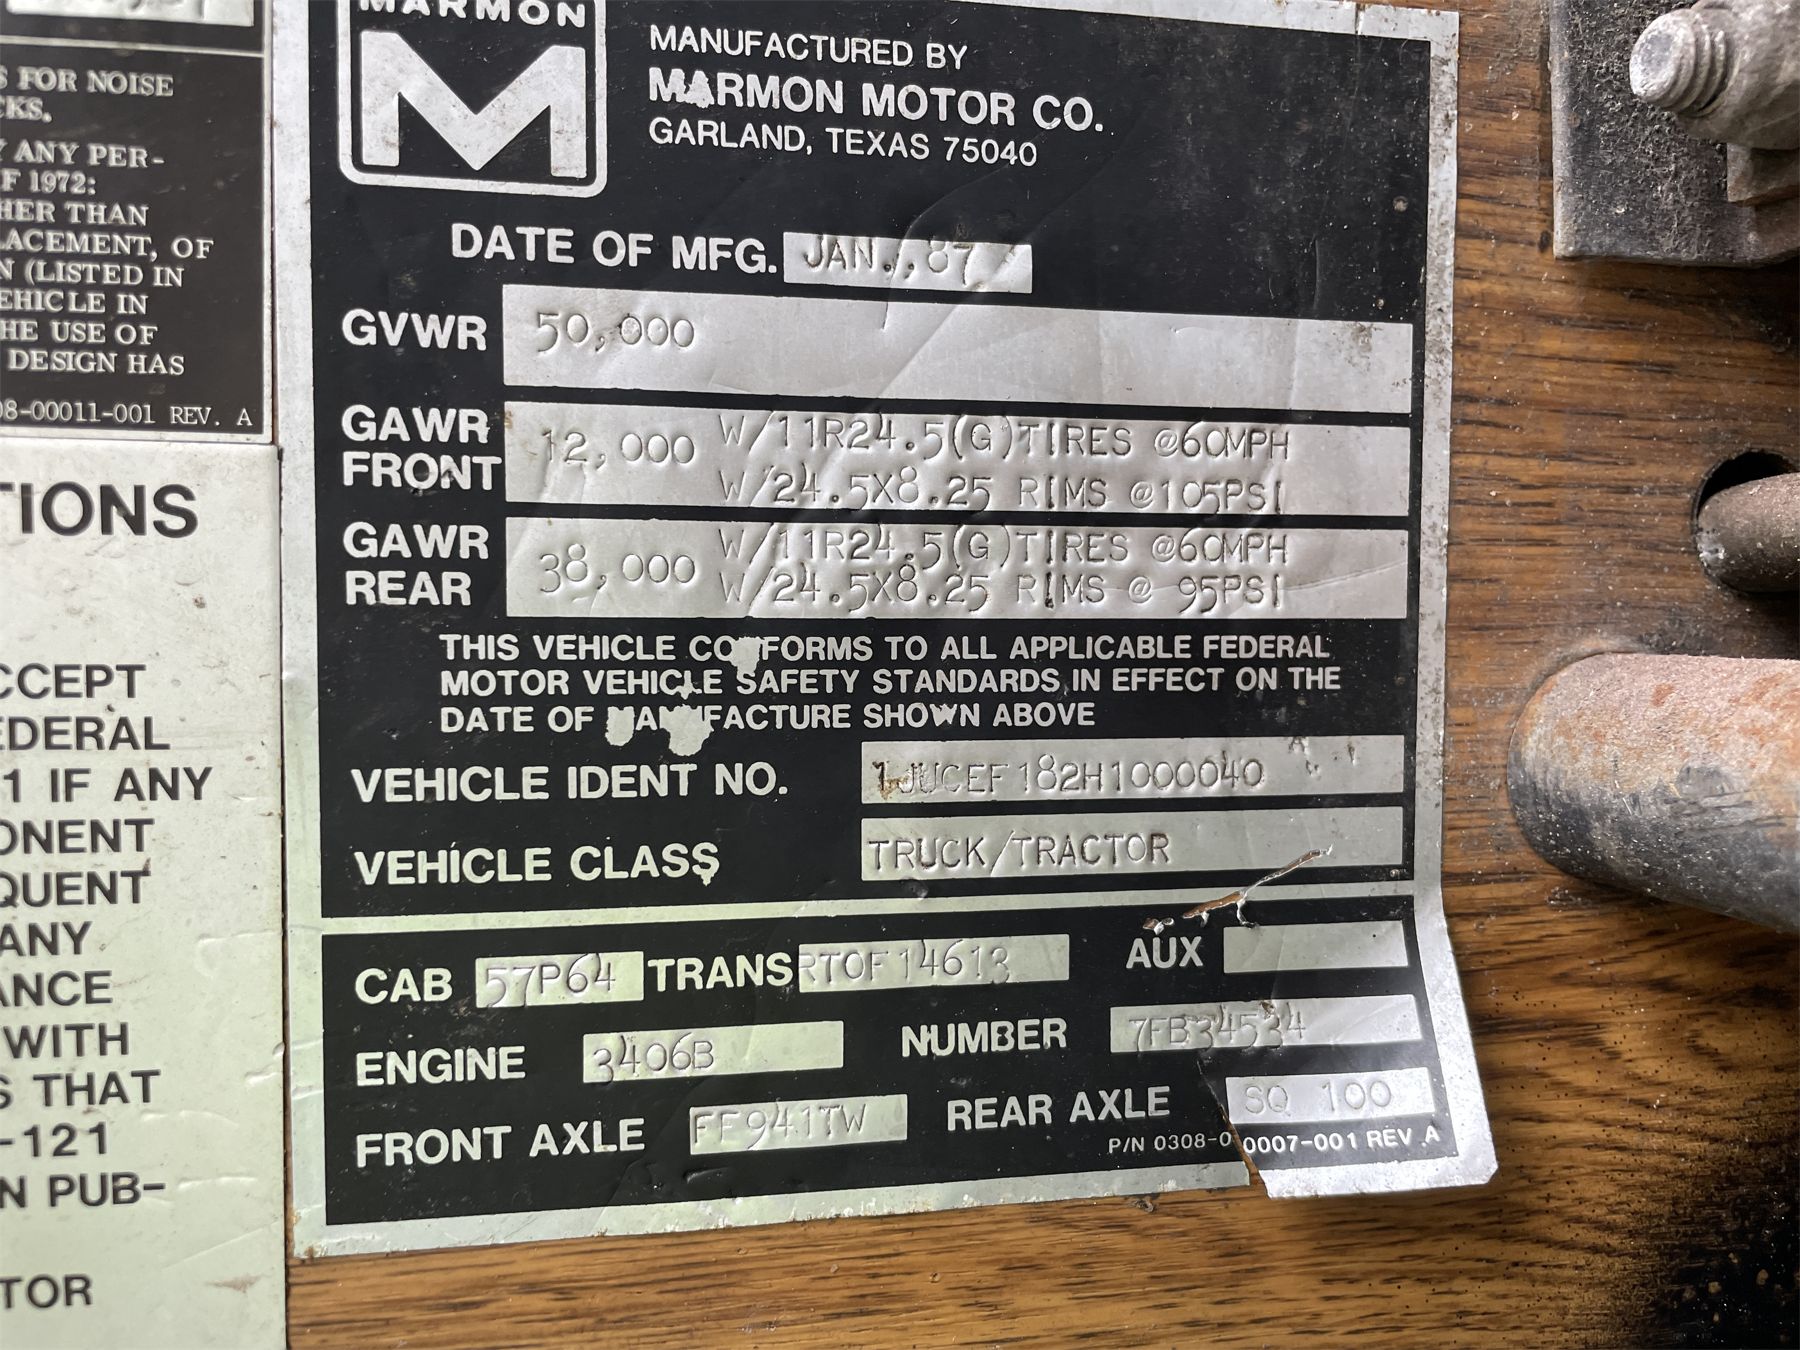 S FOR NOISE
CKS.
Y ANY PER-
F 1972:
HER THAN
LACEMENT, OF
N (LISTED IN
EHICLE IN
HE USE OF
DESIGN HAS
08-00011-001 REV. A
TIONS
CCEPT
EDERAL
1 IF ANY
ONENT
QUENT
ANY
ANCE
WITH
S THAT
-121
N PUB-
TOR
MARMON
M
MANUFACTURED BY
MARMON MOTOR CO.
GARLAND, TEXAS 75040
DATE OF MFG. JAN., 87
GVWR 50,000
GAWR FRONT 12,000 W/11R24.5(G)TIRES @60MPH
W/24.5X8.25 RIMS @105PSI
GAWR REAR 38,000 W/11R24.5(G)TIRES @60MPH
W/24.5X8.25 RIMS @ 95PSI
THIS VEHICLE CONFORMS TO ALL APPLICABLE FEDERAL
MOTOR VEHICLE SAFETY STANDARDS IN EFFECT ON THE
DATE OF MANUFACTURE SHOWN ABOVE
VEHICLE IDENT NO. 1JUCEF182H1000040
VEHICLE CLASS TRUCK/TRACTOR
CAB 57P64 TRANS RTOF14613 AUX
ENGINE 3406B NUMBER 7FB34534
FRONT AXLE FF941TW REAR AXLE SQ 100
P/N 0308-00007-001 REV A